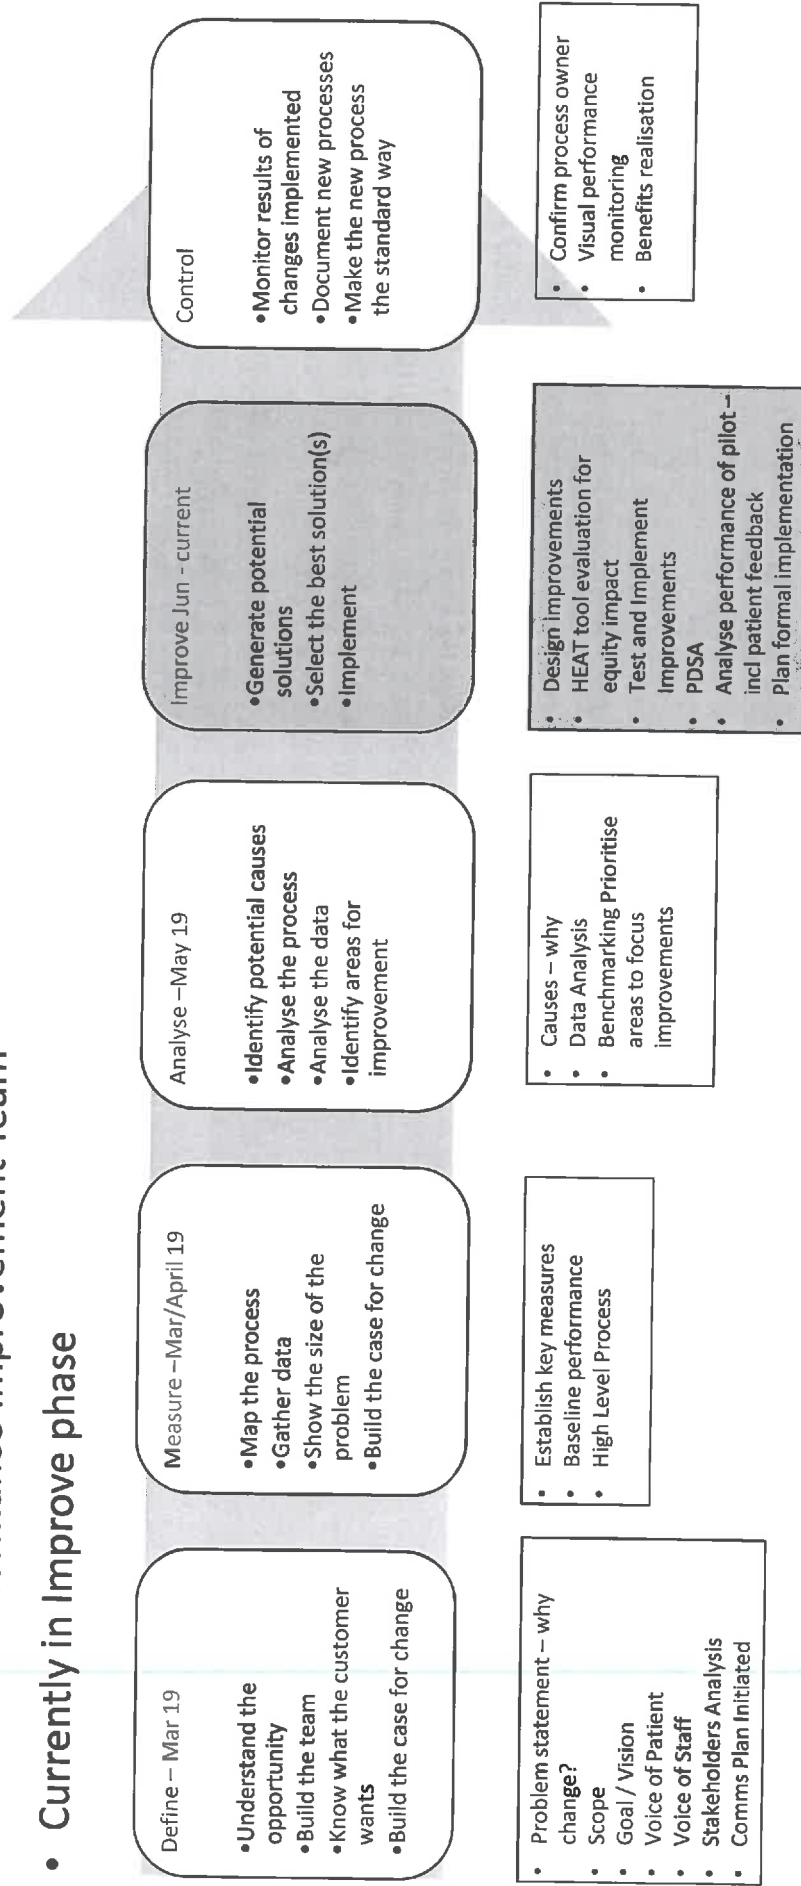 Improvement Team
• Currently in Improve phase
Define – Mar 19
•Understand the
opportunity
•Build the team
•Know what the customer
wants
•Build the case for change
Measure –Mar/April 19
•Map the process
•Gather data
•Show the size of the
problem
•Build the case for change
Analyse –May 19
•Identify potential causes
•Analyse the process
•Analyse the data
•Identify areas for
improvement
Improve Jun - current
•Generate potential
solutions
•Select the best solution(s)
•Implement
Control
•Monitor results of
changes implemented
•Document new processes
•Make the new process
the standard way
• Problem statement – why
change?
• Scope
• Goal / Vision
• Voice of Patient
• Voice of Staff
• Stakeholders Analysis
• Comms Plan Initiated
• Establish key measures
• Baseline performance
• High Level Process
• Causes – why
• Data Analysis
• Benchmarking Prioritise
areas to focus
improvements
• Design improvements
• HEAT tool evaluation for
equity impact
• Test and Implement
Improvements
• PDSA
• Analyse performance of pilot –
incl patient feedback
• Plan formal implementation
• Confirm process owner
• Visual performance
monitoring
• Benefits realisation